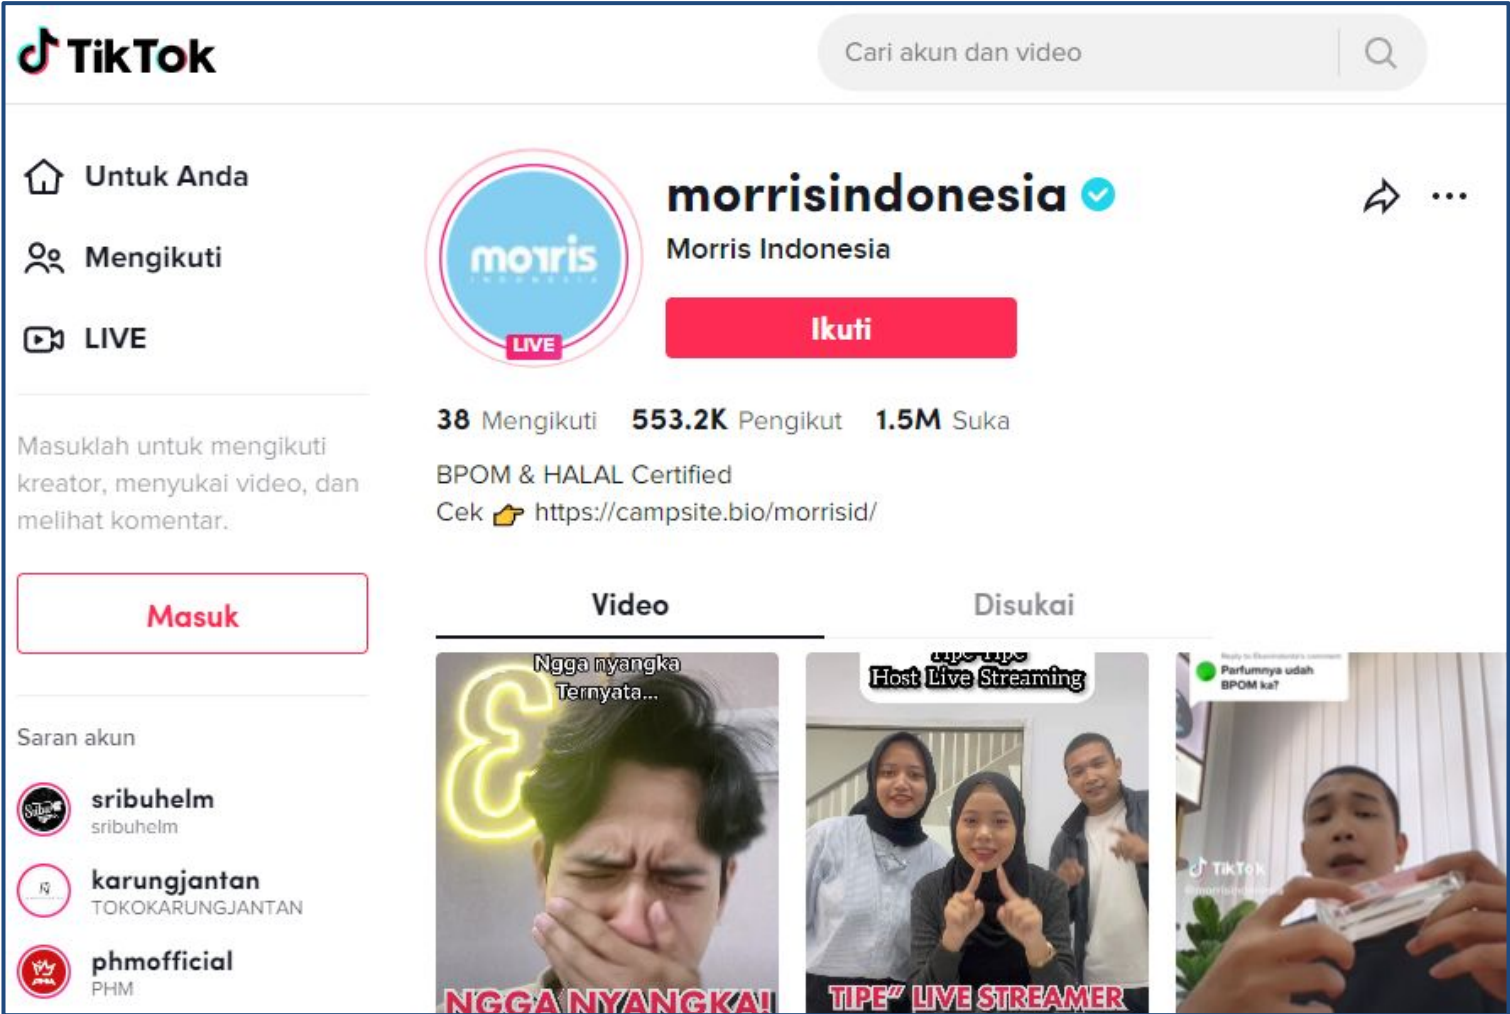 TikTok
Cari akun dan video
Untuk Anda
Mengikuti
LIVE
Masuklah untuk mengikuti
kreator, menyukai video, dan
melihat komentar.
Masuk
Saran akun
sribuhelm
sribuhelm
karungjantan
TOKOKARUNGJANTAN
phmofficial
PHM
morris
INDONESIA
LIVE
morrisindonesia
Morris Indonesia
Ikuti
38 Mengikuti 553.2K Pengikut 1.5M Suka
BPOM & HALAL Certified
Cek 👉 https://campsite.bio/morrisid/
Video Disukai
Ngga nyangka
Ternyata...
NGGA NYANGKA!
Tipe-Tipe
Host Live Streaming
TIPE" LIVE STREAMER
Parfumnya udah
BPOM ka?
TikTok